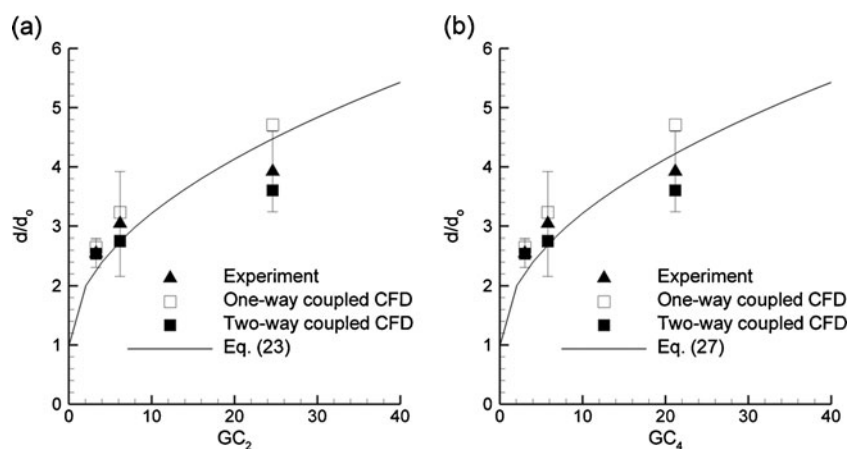 (a)
6
5
4
3
2
1
0
d/do
0 10 20 30 40
GC2
Experiment
One-way coupled CFD
Two-way coupled CFD
Eq. (23)
(b)
6
5
4
3
2
1
0
d/do
0 10 20 30 40
GC4
Experiment
One-way coupled CFD
Two-way coupled CFD
Eq. (27)